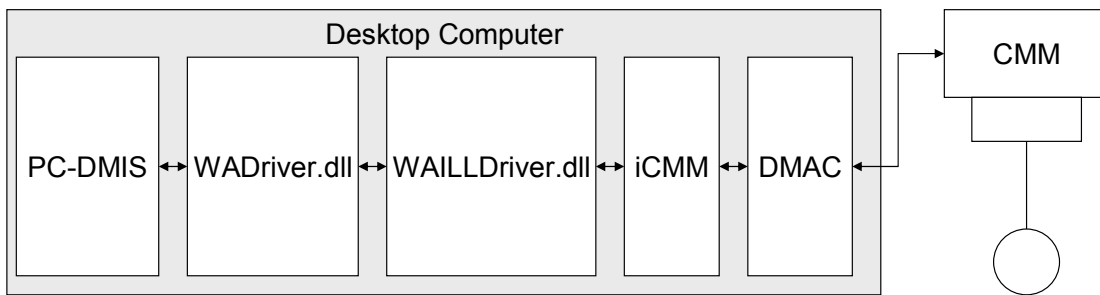 Desktop Computer
CMM
PC-DMIS
WADriver.dll
WAILLDriver.dll
iCMM
DMAC